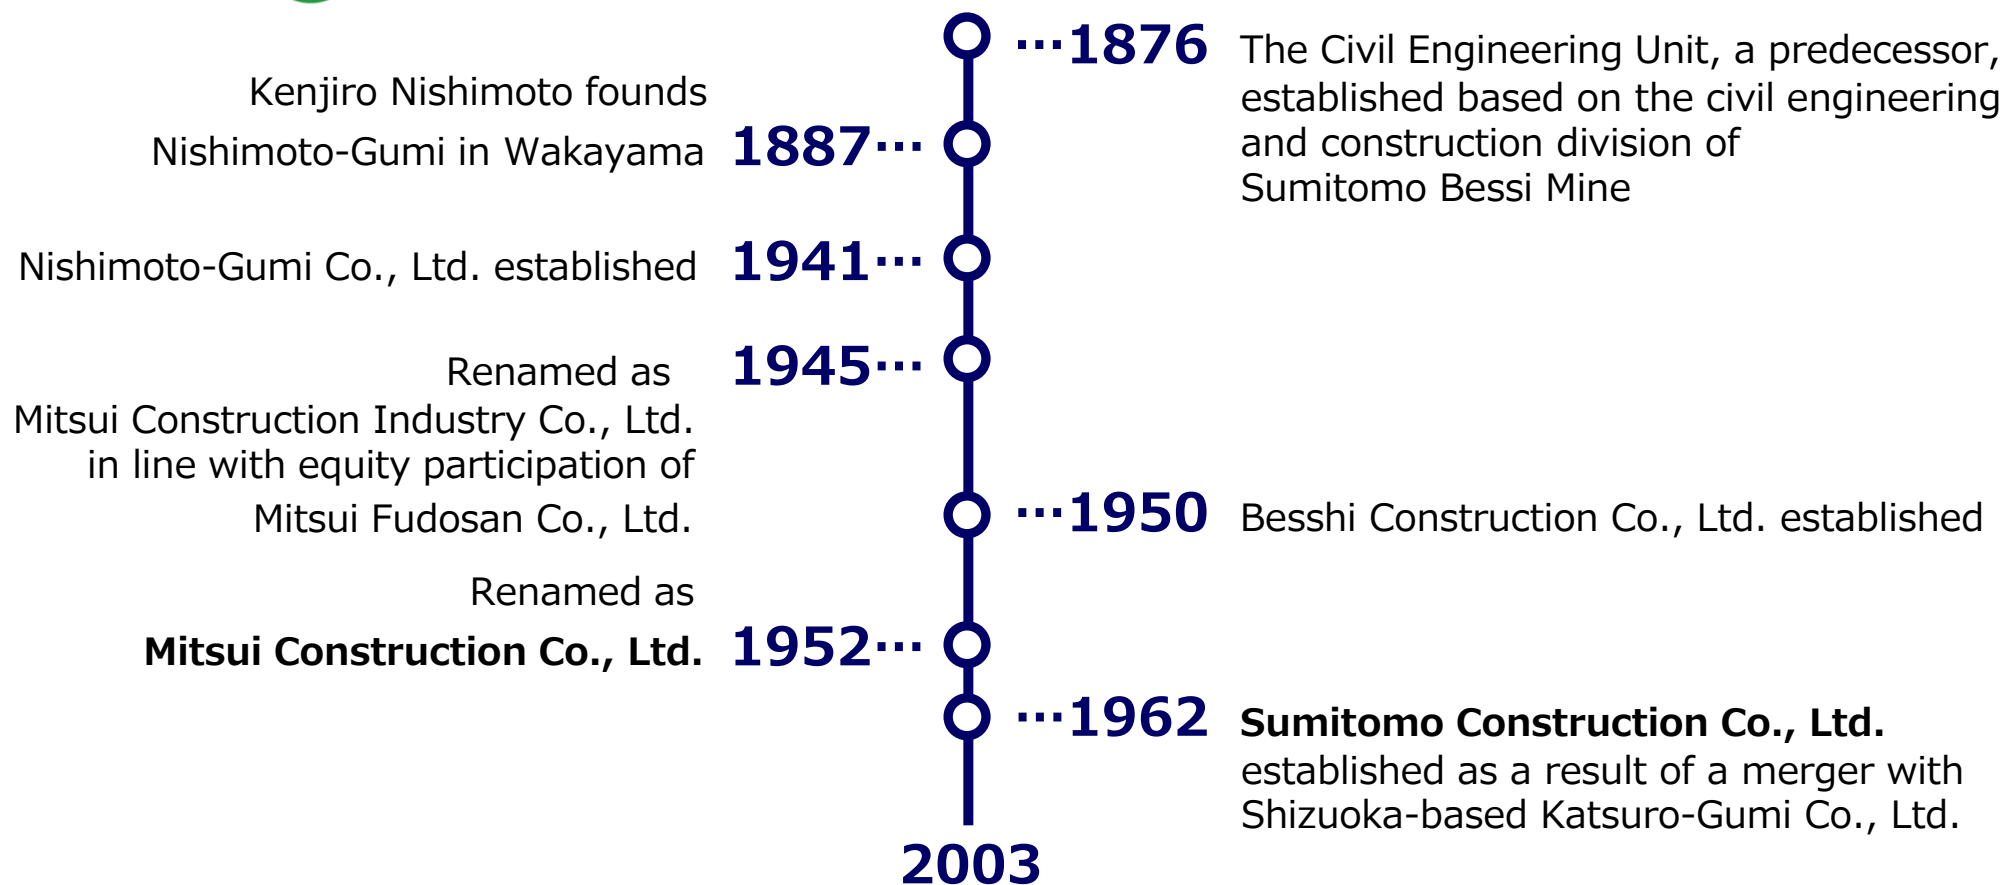 …1876 The Civil Engineering Unit, a predecessor,
established based on the civil engineering
and construction division of
Sumitomo Bessi Mine
Kenjiro Nishimoto founds
Nishimoto-Gumi in Wakayama 1887…
Nishimoto-Gumi Co., Ltd. established 1941…
Renamed as 1945…
Mitsui Construction Industry Co., Ltd.
in line with equity participation of
Mitsui Fudosan Co., Ltd.
…1950 Besshi Construction Co., Ltd. established
Renamed as
Mitsui Construction Co., Ltd. 1952…
…1962 Sumitomo Construction Co., Ltd.
established as a result of a merger with
Shizuoka-based Katsuro-Gumi Co., Ltd.
2003